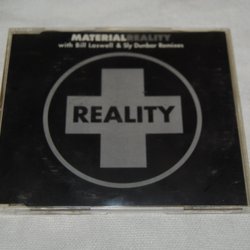 MATERIALREALITY
with Bill Laswell & Sly Dunbar Remixes
REALITY